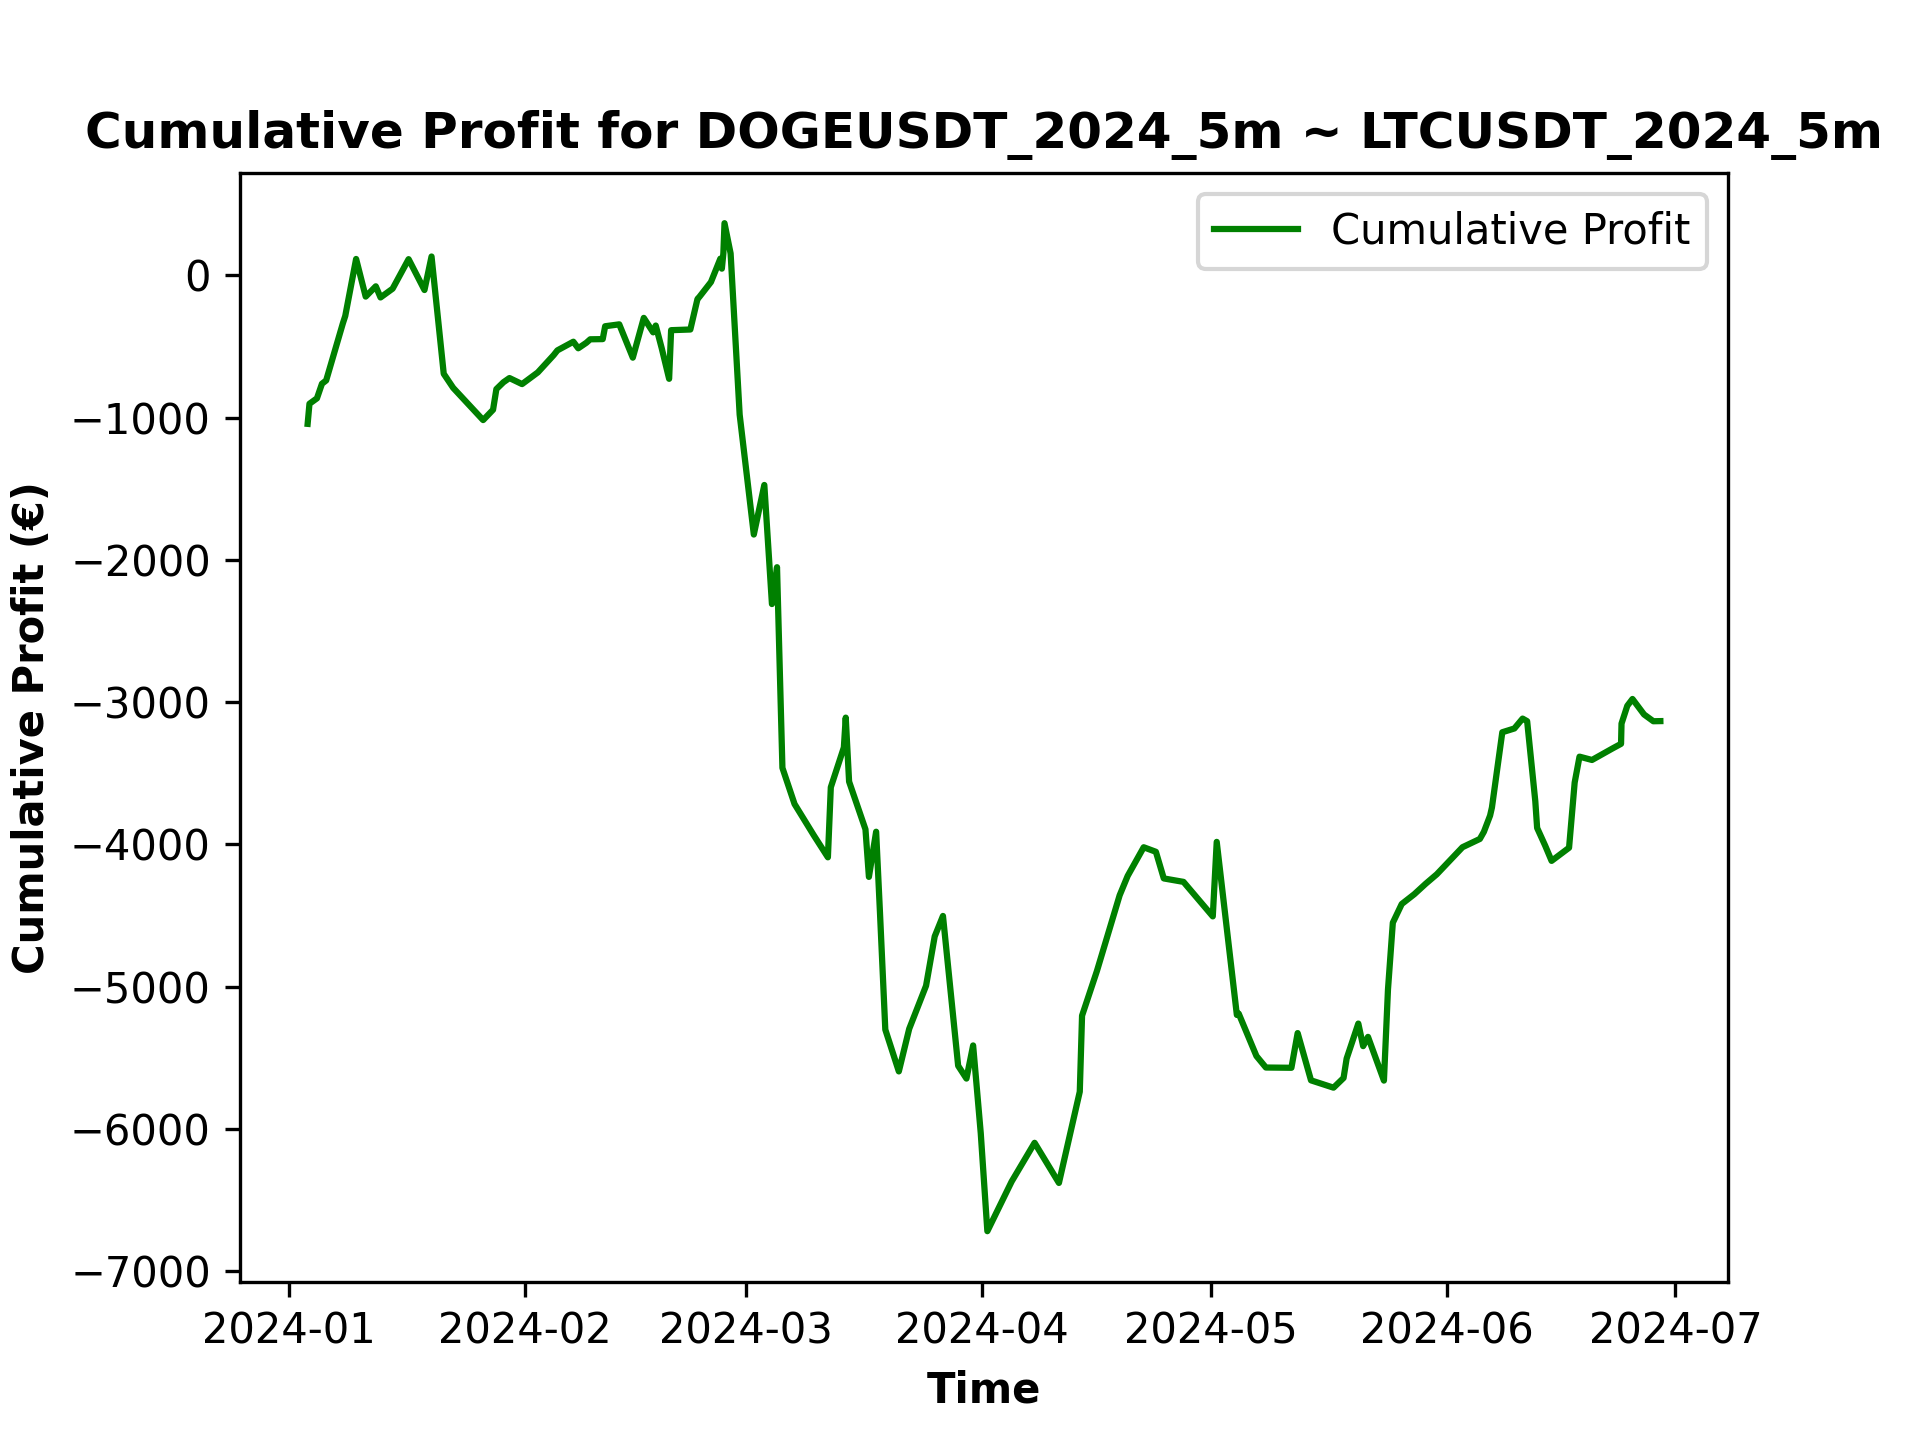 Cumulative Profit for DOGEUSDT_2024_5m ~ LTCUSDT_2024_5m
Cumulative Profit
Cumulative Profit (€)
0
−1000
−2000
−3000
−4000
−5000
−6000
−7000
2024-01 2024-02 2024-03 2024-04 2024-05 2024-06 2024-07
Time